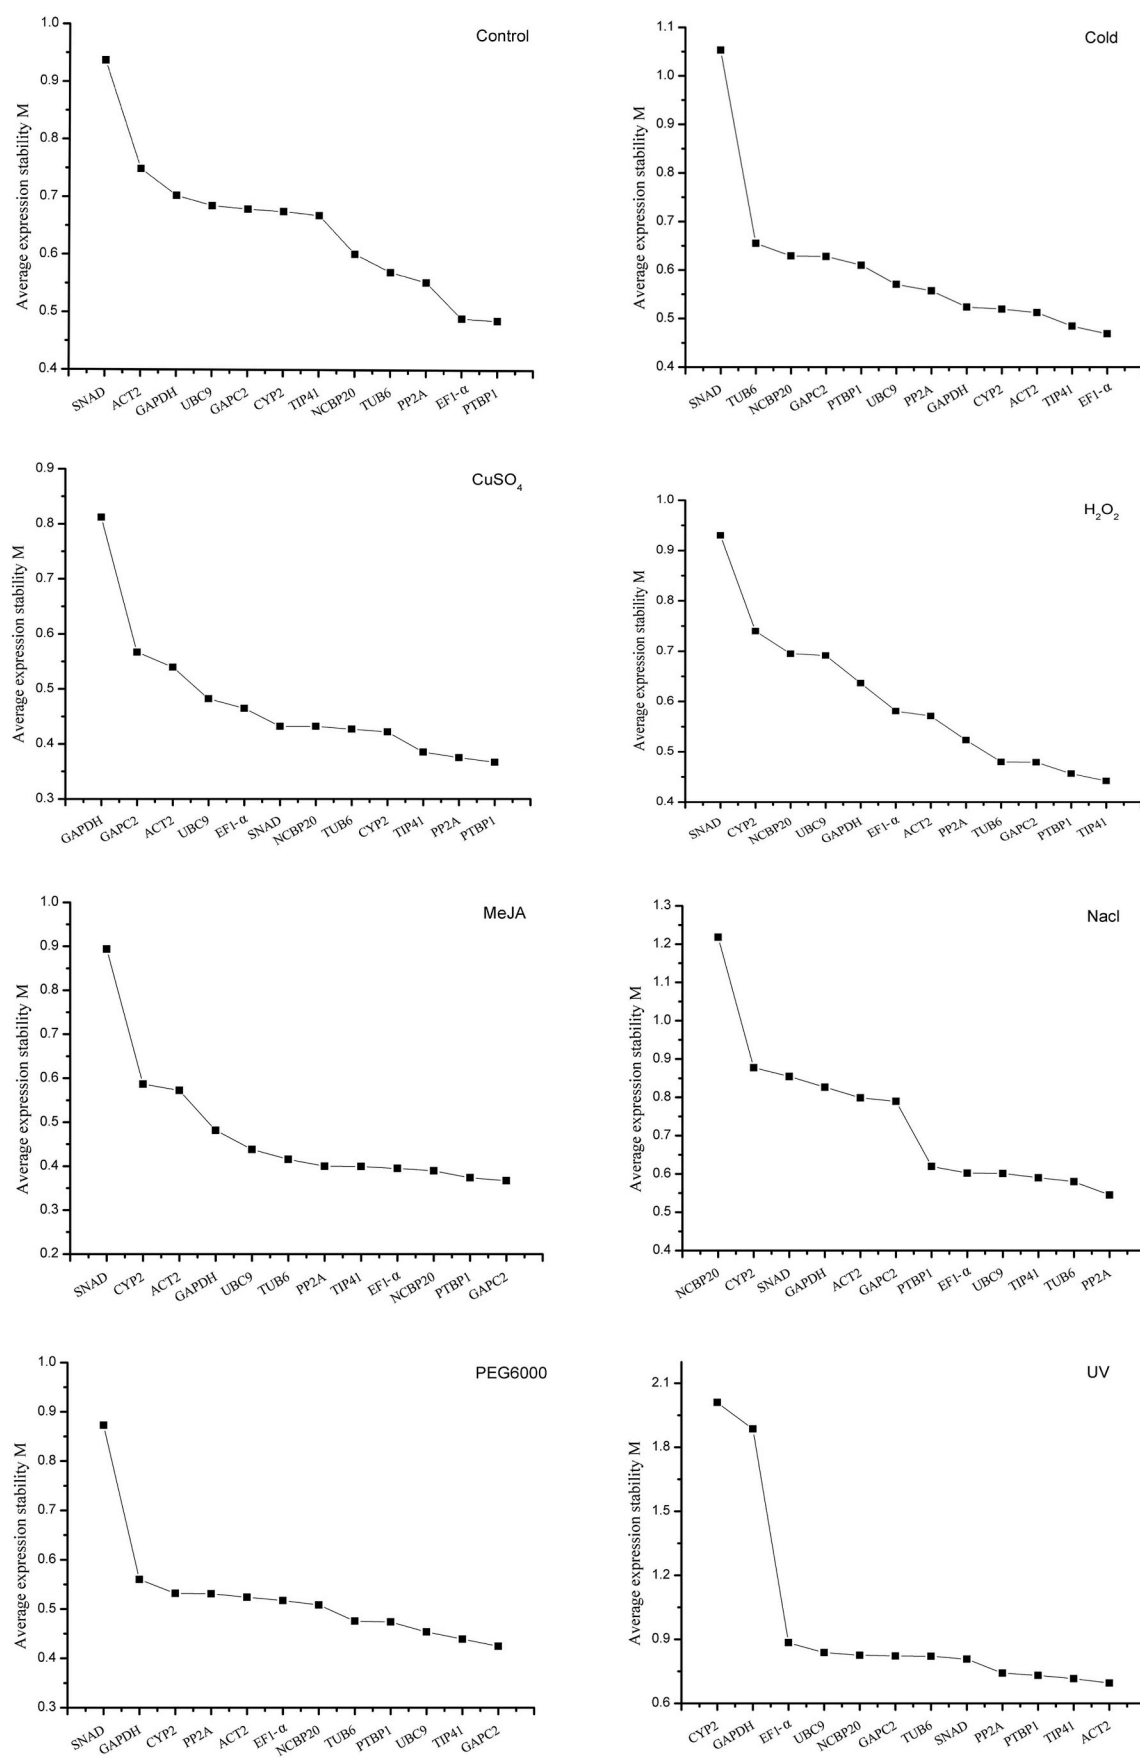 Control
Average expression stability M
1.0
0.9
0.8
0.7
0.6
0.5
0.4
SNAD ACT2 GAPDH UBC9 GAPC2 CYP2 TIP41 NCBP20 TUB6 PP2A EF1-α PTBP1
Cold
Average expression stability M
1.1
1.0
0.9
0.8
0.7
0.6
0.5
0.4
SNAD TUB6 NCBP20 GAPC2 PTBP1 UBC9 PP2A GAPDH CYP2 ACT2 TIP41 EF1-α
CuSO₄
Average expression stability M
0.9
0.8
0.7
0.6
0.5
0.4
0.3
GAPDH GAPC2 ACT2 UBC9 EF1-α SNAD NCBP20 TUB6 CYP2 TIP41 PP2A PTBP1
H₂O₂
Average expression stability M
1.0
0.9
0.8
0.7
0.6
0.5
0.4
SNAD CYP2 NCBP20 UBC9 GAPDH EF1-α ACT2 PP2A TUB6 GAPC2 PTBP1 TIP41
MeJA
Average expression stability M
1.0
0.9
0.8
0.7
0.6
0.5
0.4
0.3
0.2
SNAD CYP2 ACT2 GAPDH UBC9 TUB6 PP2A TIP41 EF1-α NCBP20 PTBP1 GAPC2
Nacl
Average expression stability M
1.3
1.2
1.1
1.0
0.9
0.8
0.7
0.6
0.5
0.4
NCBP20 CYP2 SNAD GAPDH ACT2 GAPC2 PTBP1 EF1-α UBC9 TIP41 TUB6 PP2A
PEG6000
Average expression stability M
1.0
0.9
0.8
0.7
0.6
0.5
0.4
0.3
SNAD GAPDH CYP2 PP2A ACT2 EF1-α NCBP20 TUB6 PTBP1 UBC9 TIP41 GAPC2
UV
Average expression stability M
2.1
1.8
1.5
1.2
0.9
0.6
CYP2 GAPDH EF1-α UBC9 NCBP20 GAPC2 TUB6 SNAD PP2A PTBP1 TIP41 ACT2